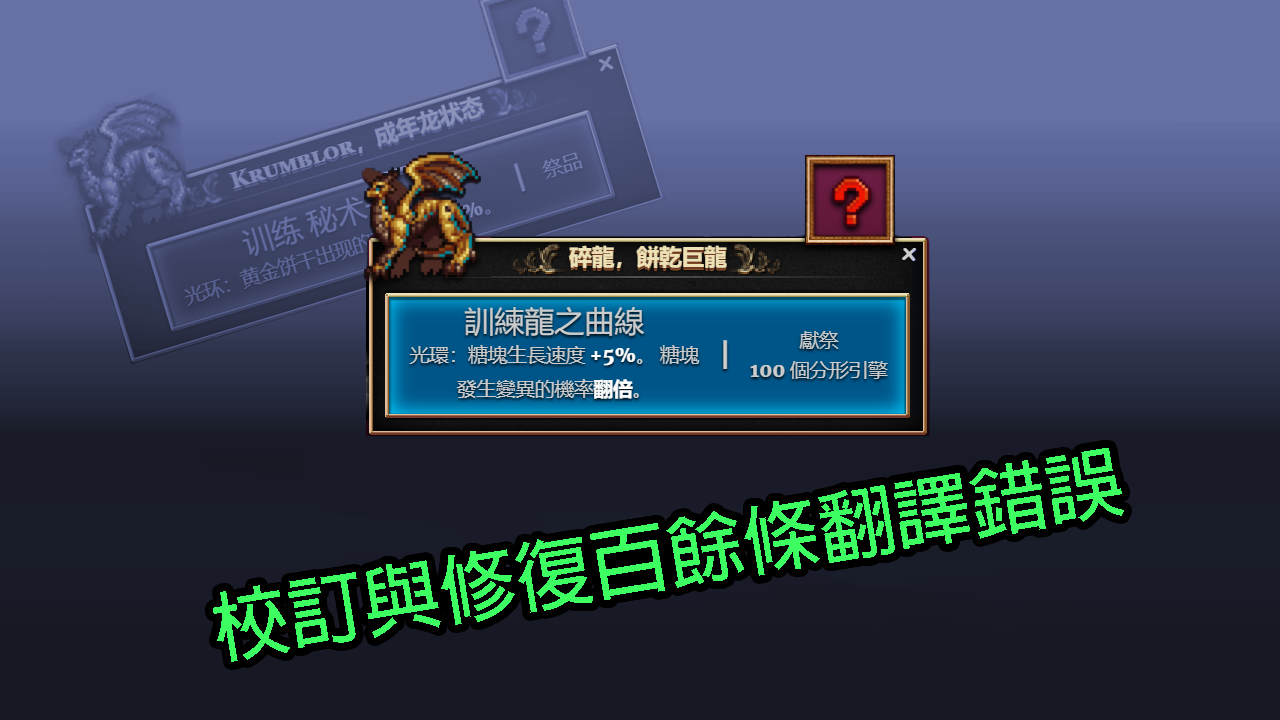 KRUMBLOR，成年龙状态
训练 秘术
光环：黄金饼干出现的
%。
| 祭品
碎龍，餅乾巨龍
訓練龍之曲線
光環：糖塊生長速度 +5%。 糖塊
發生變異的機率翻倍。
|
獻祭
100 個分形引擎
校訂與修復百餘條翻譯錯誤